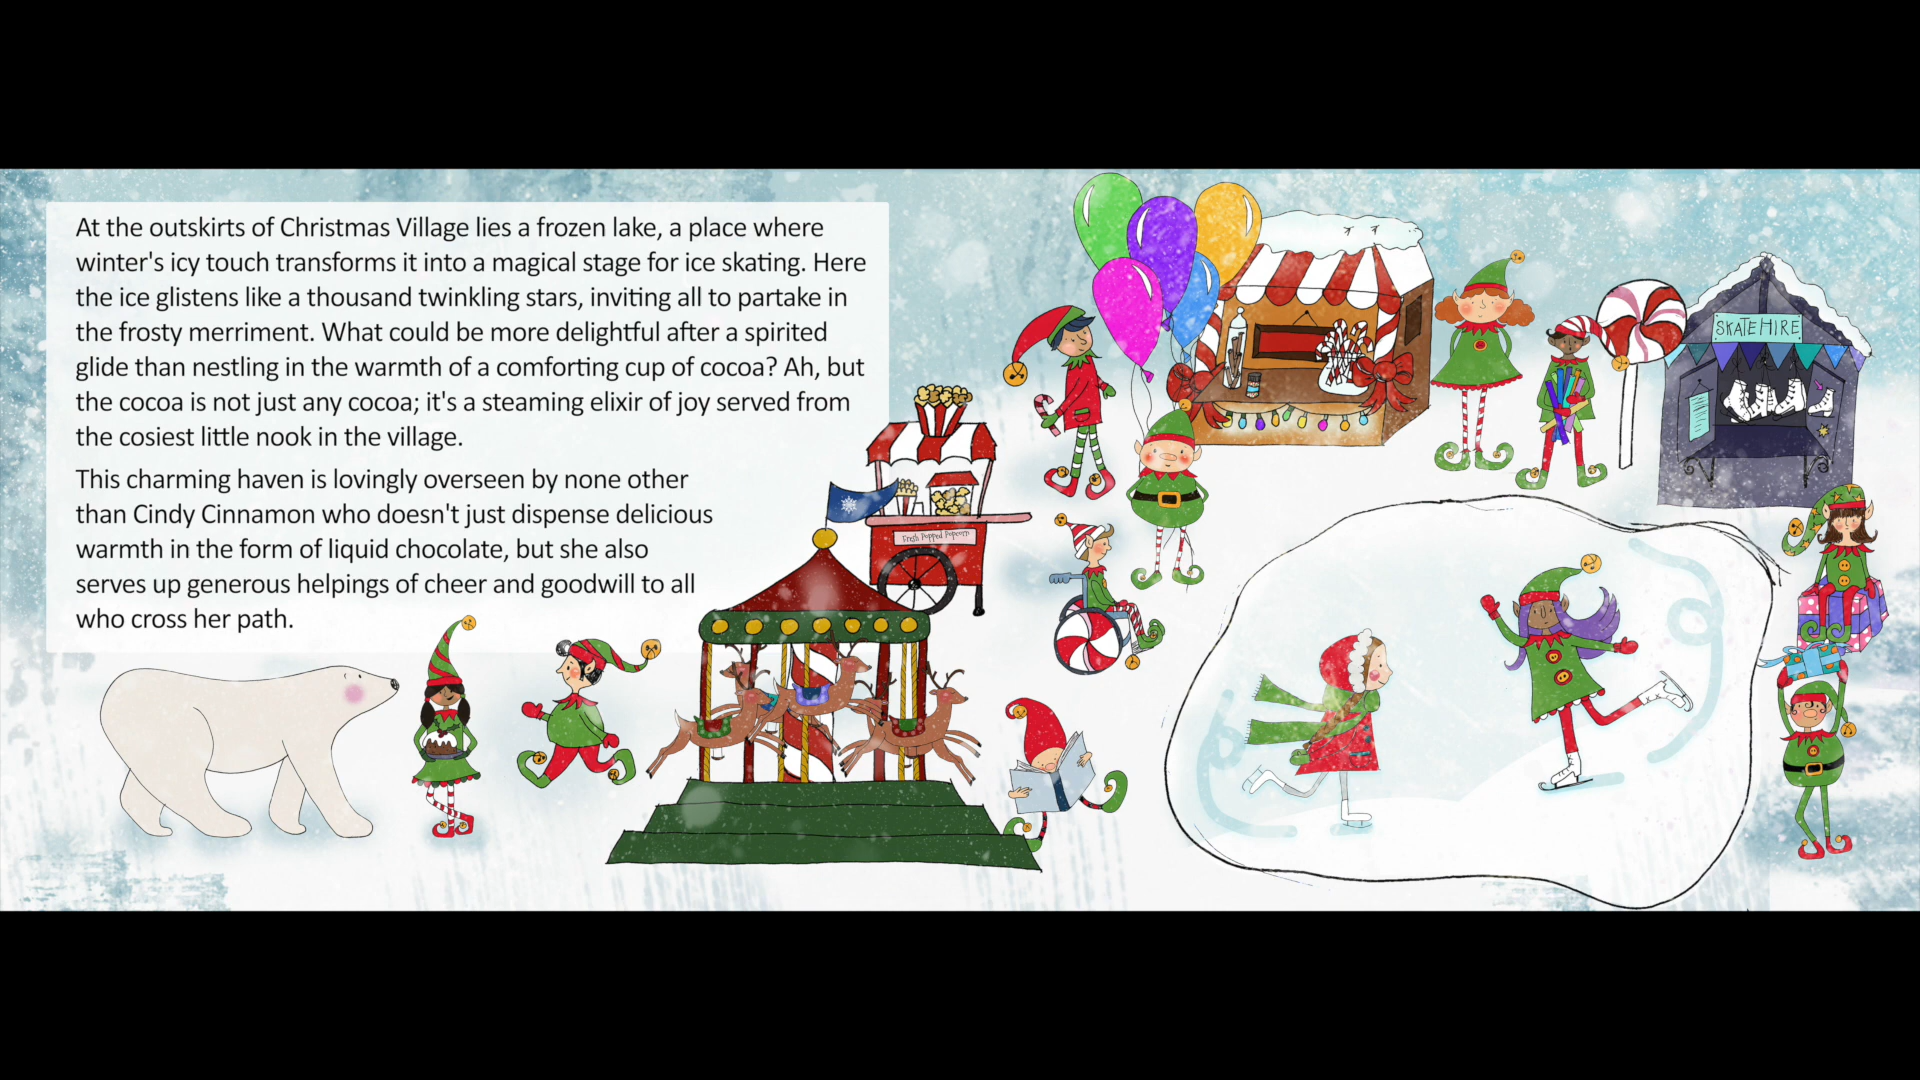 At the outskirts of Christmas Village lies a frozen lake, a place where
winter's icy touch transforms it into a magical stage for ice skating. Here
the ice glistens like a thousand twinkling stars, inviting all to partake in
the frosty merriment. What could be more delightful after a spirited
glide than nestling in the warmth of a comforting cup of cocoa? Ah, but
the cocoa is not just any cocoa; it's a steaming elixir of joy served from
the cosiest little nook in the village.
This charming haven is lovingly overseen by none other
than Cindy Cinnamon who doesn't just dispense delicious
warmth in the form of liquid chocolate, but she also
serves up generous helpings of cheer and goodwill to all
who cross her path.
Fresh Popped Popcorn
SKATE HIRE